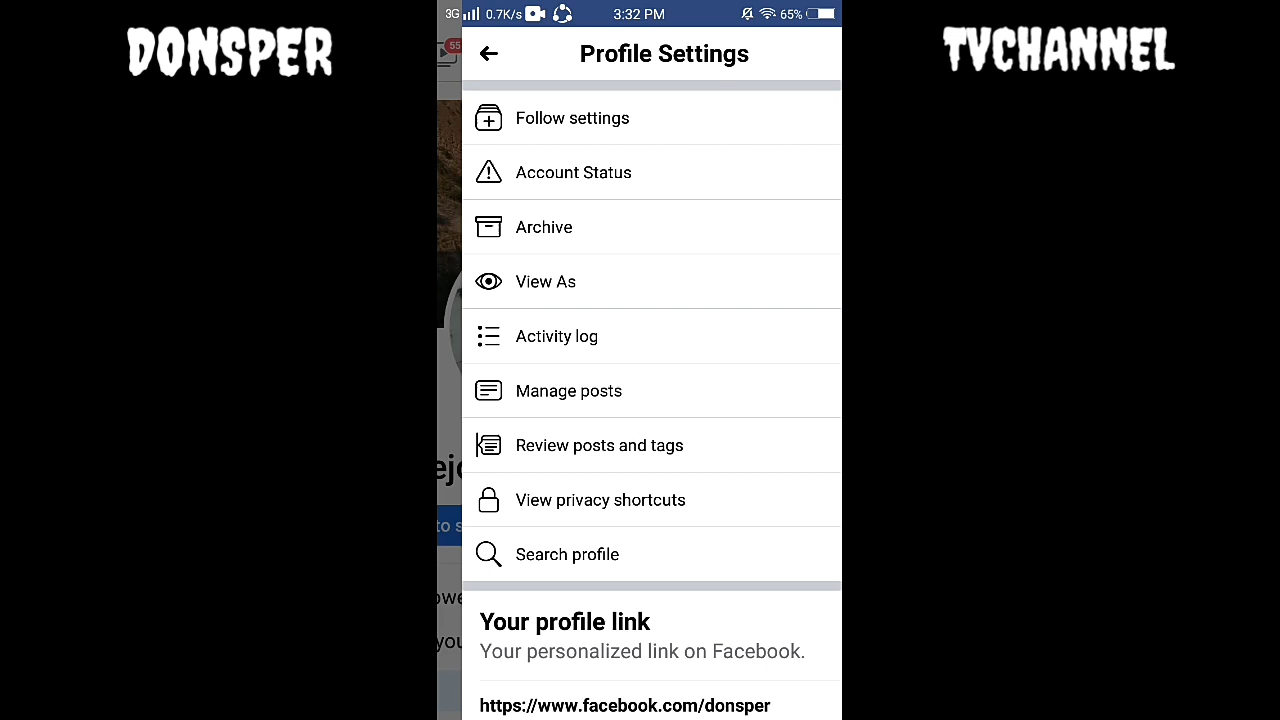 DONSPER
TVCHANNEL
3G 0.7K/s 3:32 PM 65%
55
Profile Settings
Follow settings
Account Status
Archive
View As
Activity log
Manage posts
Review posts and tags
View privacy shortcuts
Search profile
to s
Your profile link
Your personalized link on Facebook.
https://www.facebook.com/donsper